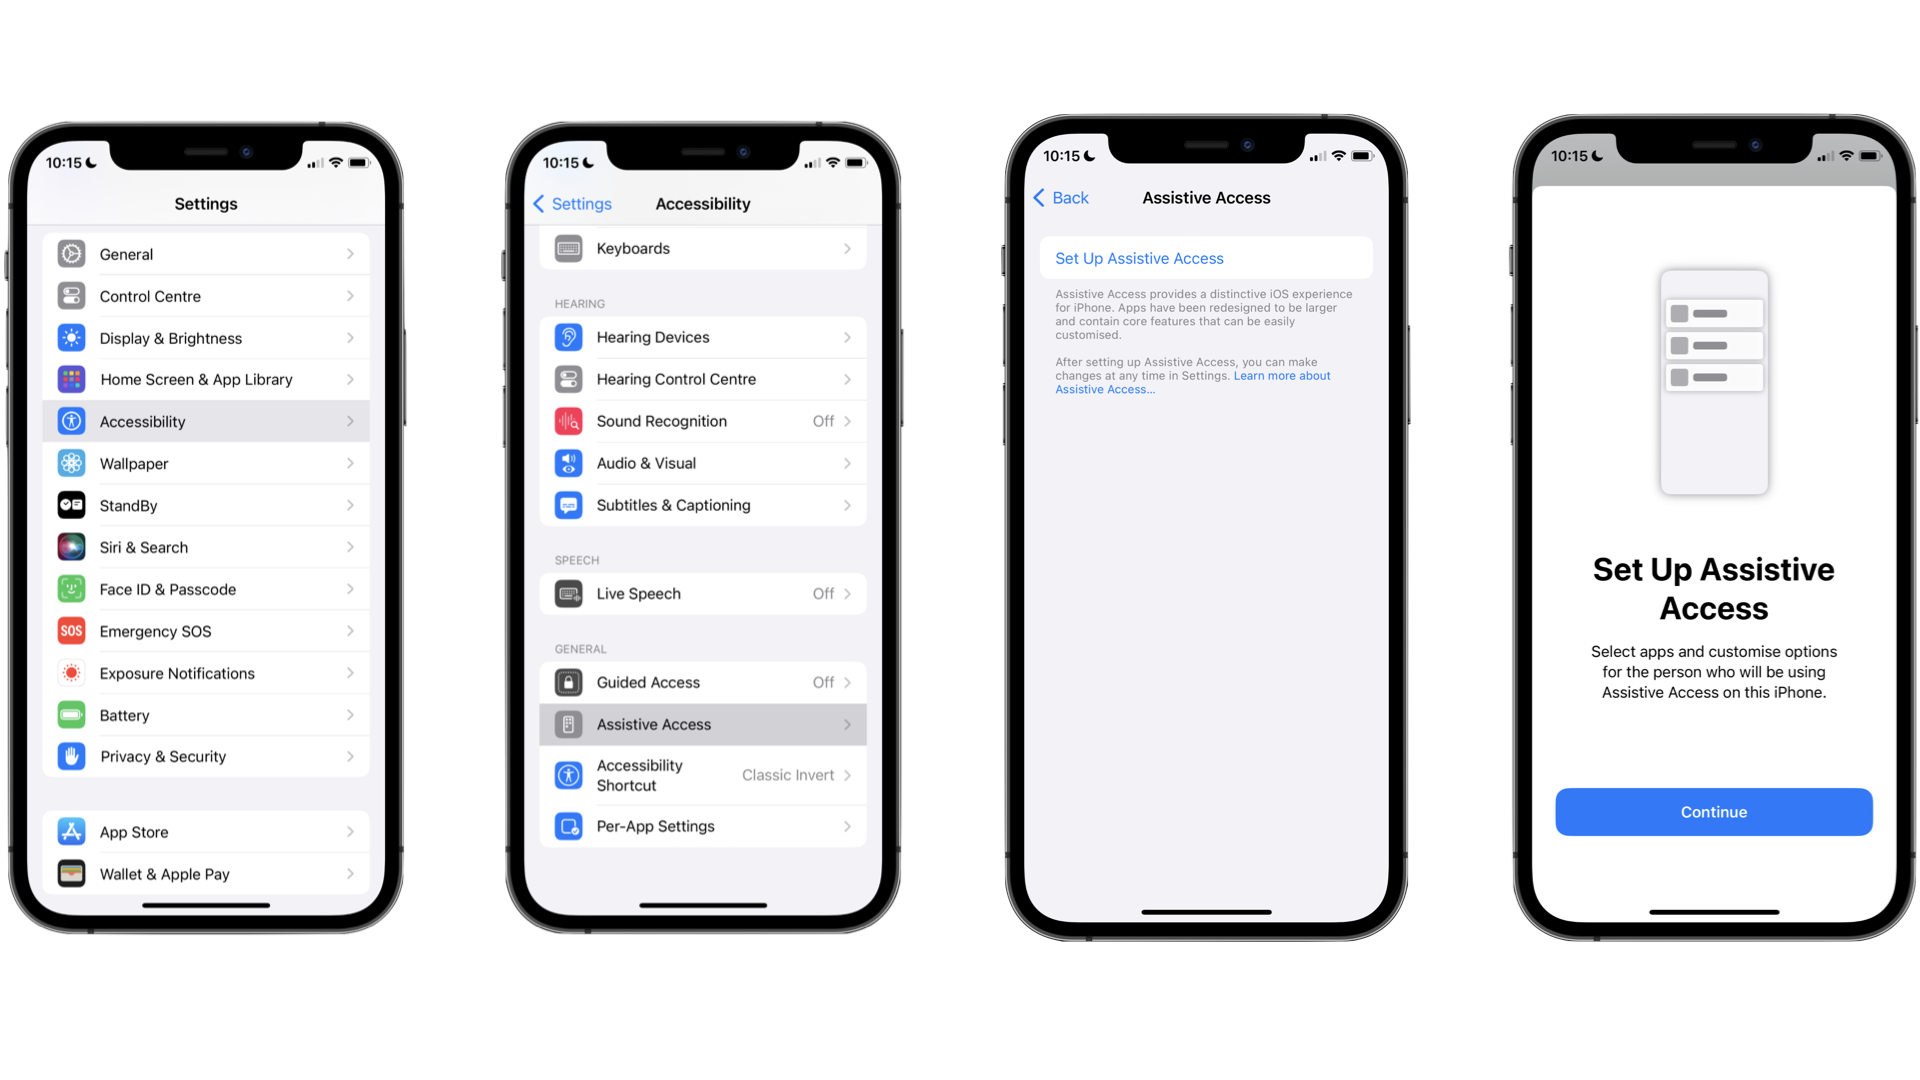 10:15
Settings
General
Control Centre
Display & Brightness
Home Screen & App Library
Accessibility
Wallpaper
StandBy
Siri & Search
Face ID & Passcode
SOS
Emergency SOS
Exposure Notifications
Battery
Privacy & Security
App Store
Wallet & Apple Pay
10:15
Settings
Accessibility
Keyboards
HEARING
Hearing Devices
Hearing Control Centre
Sound Recognition Off
Audio & Visual
Subtitles & Captioning
SPEECH
Live Speech Off
GENERAL
Guided Access Off
Assistive Access
Accessibility
Shortcut
Classic Invert
Per-App Settings
10:15
Back
Assistive Access
Set Up Assistive Access
Assistive Access provides a distinctive iOS experience
for iPhone. Apps have been redesigned to be larger
and contain core features that can be easily
customised.
After setting up Assistive Access, you can make
changes at any time in Settings. Learn more about
Assistive Access...
10:15
Set Up Assistive
Access
Select apps and customise options
for the person who will be using
Assistive Access on this iPhone.
Continue